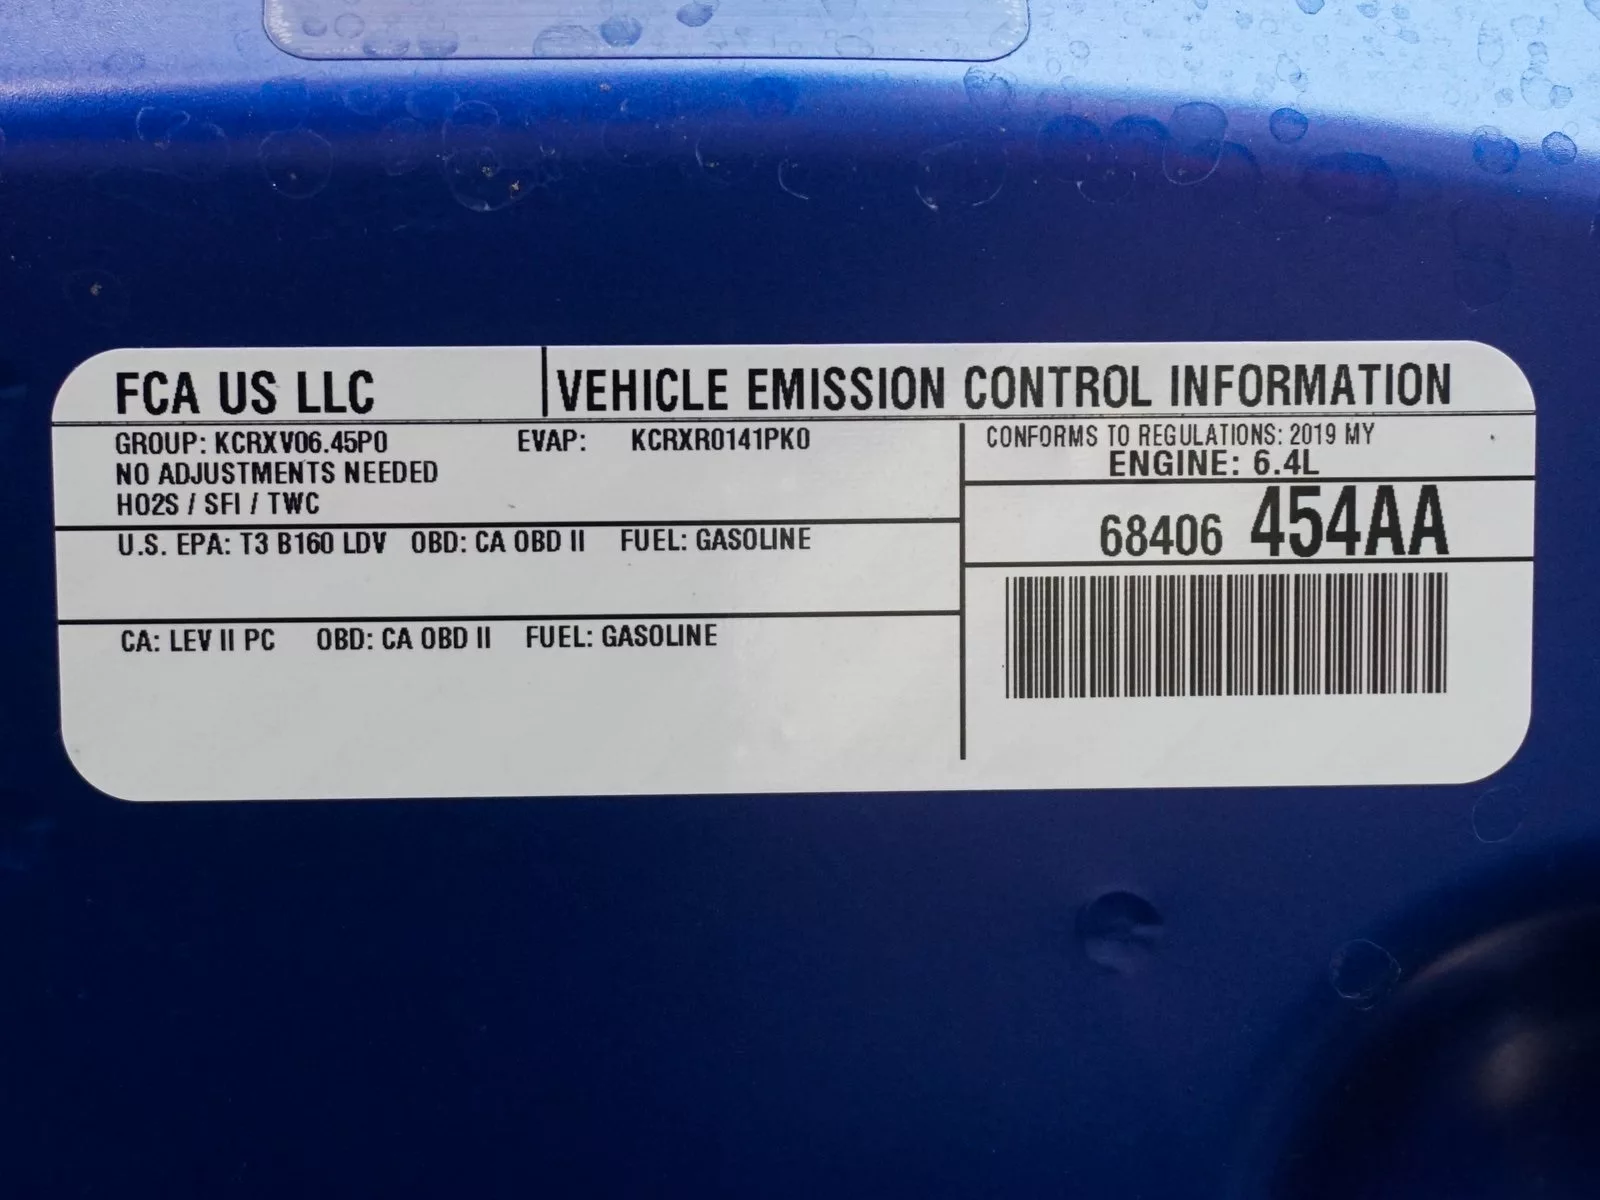 FCA US LLC VEHICLE EMISSION CONTROL INFORMATION
GROUP: KCRXV06.45P0 EVAP: KCRXR0141PK0
NO ADJUSTMENTS NEEDED
HO2S / SFI / TWC
U.S. EPA: T3 B160 LDV OBD: CA OBD II FUEL: GASOLINE
CA: LEV II PC OBD: CA OBD II FUEL: GASOLINE
CONFORMS TO REGULATIONS: 2019 MY
ENGINE: 6.4L
68406 454AA